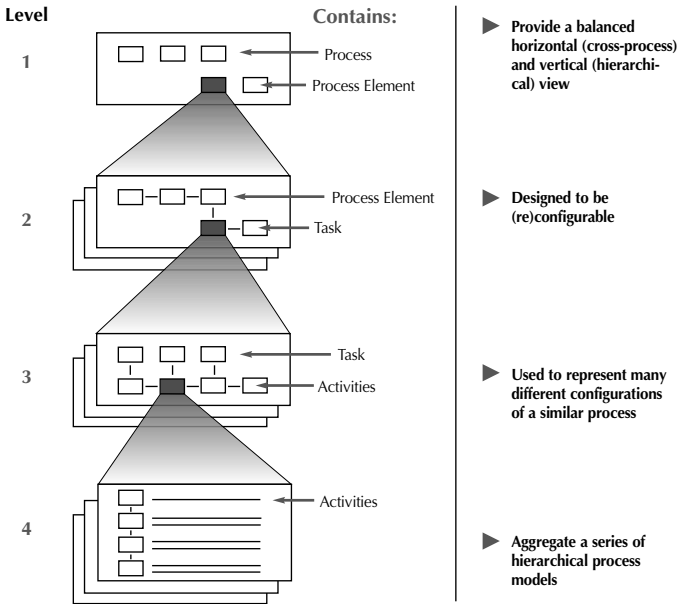 Level
Contains:
1
Process
Process Element
2
Process Element
Task
3
Task
Activities
4
Activities
Provide a balanced
horizontal (cross-process)
and vertical (hierarchi-
cal) view
Designed to be
(re)configurable
Used to represent many
different configurations
of a similar process
Aggregate a series of
hierarchical process
models